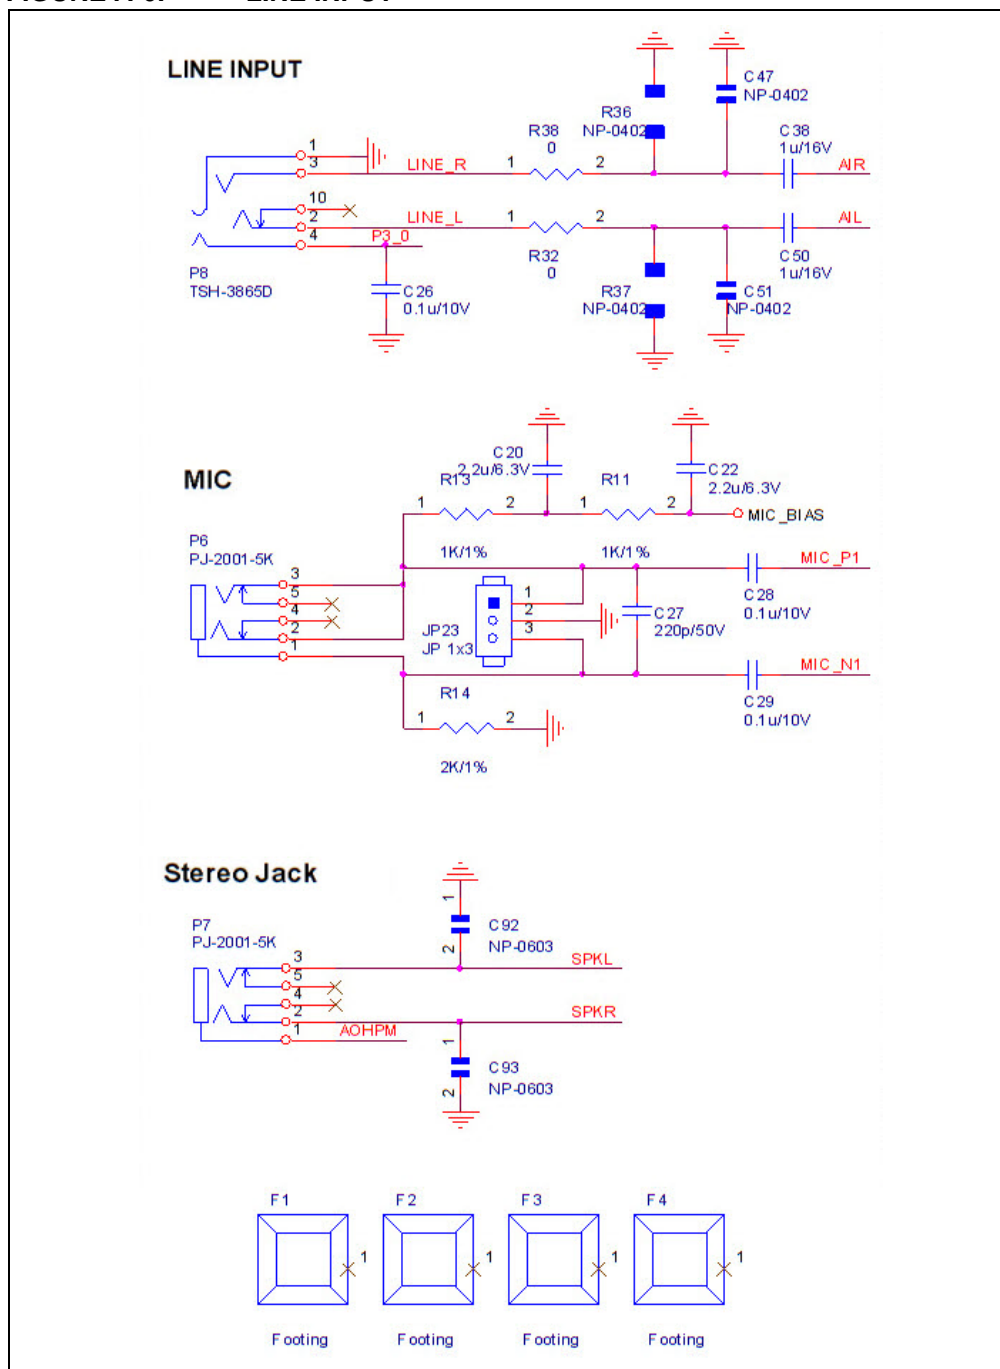 LINE INPUT
C47
NP-0402
R36
NP-0402
R38
0
C38
1u/16V
1
3
LINE_R
1
2
AIR
10
2
LINE_L
1
2
AIL
4
P3_0
P8
TSH-3865D
C26
0.1u/10V
R32
0
R37
NP-0402
C50
1u/16V
C51
NP-0402
MIC
C20
2.2u/6.3V
C22
2.2u/6.3V
R13
R11
1
2
1
2
MIC_BIAS
1K/1%
1K/1%
P6
PJ-2001-5K
MIC_P1
3
5
4
2
1
1
2
3
JP23
JP 1x3
C27
220p/50V
C28
0.1u/10V
MIC_N1
R14
1
2
2K/1%
C29
0.1u/10V
Stereo Jack
P7
PJ-2001-5K
1
2
C92
NP-0603
3
SPKL
5
4
2
SPKR
1
AOHPM
1
2
C93
NP-0603
F1
F2
F3
F4
1
1
1
1
Footing
Footing
Footing
Footing